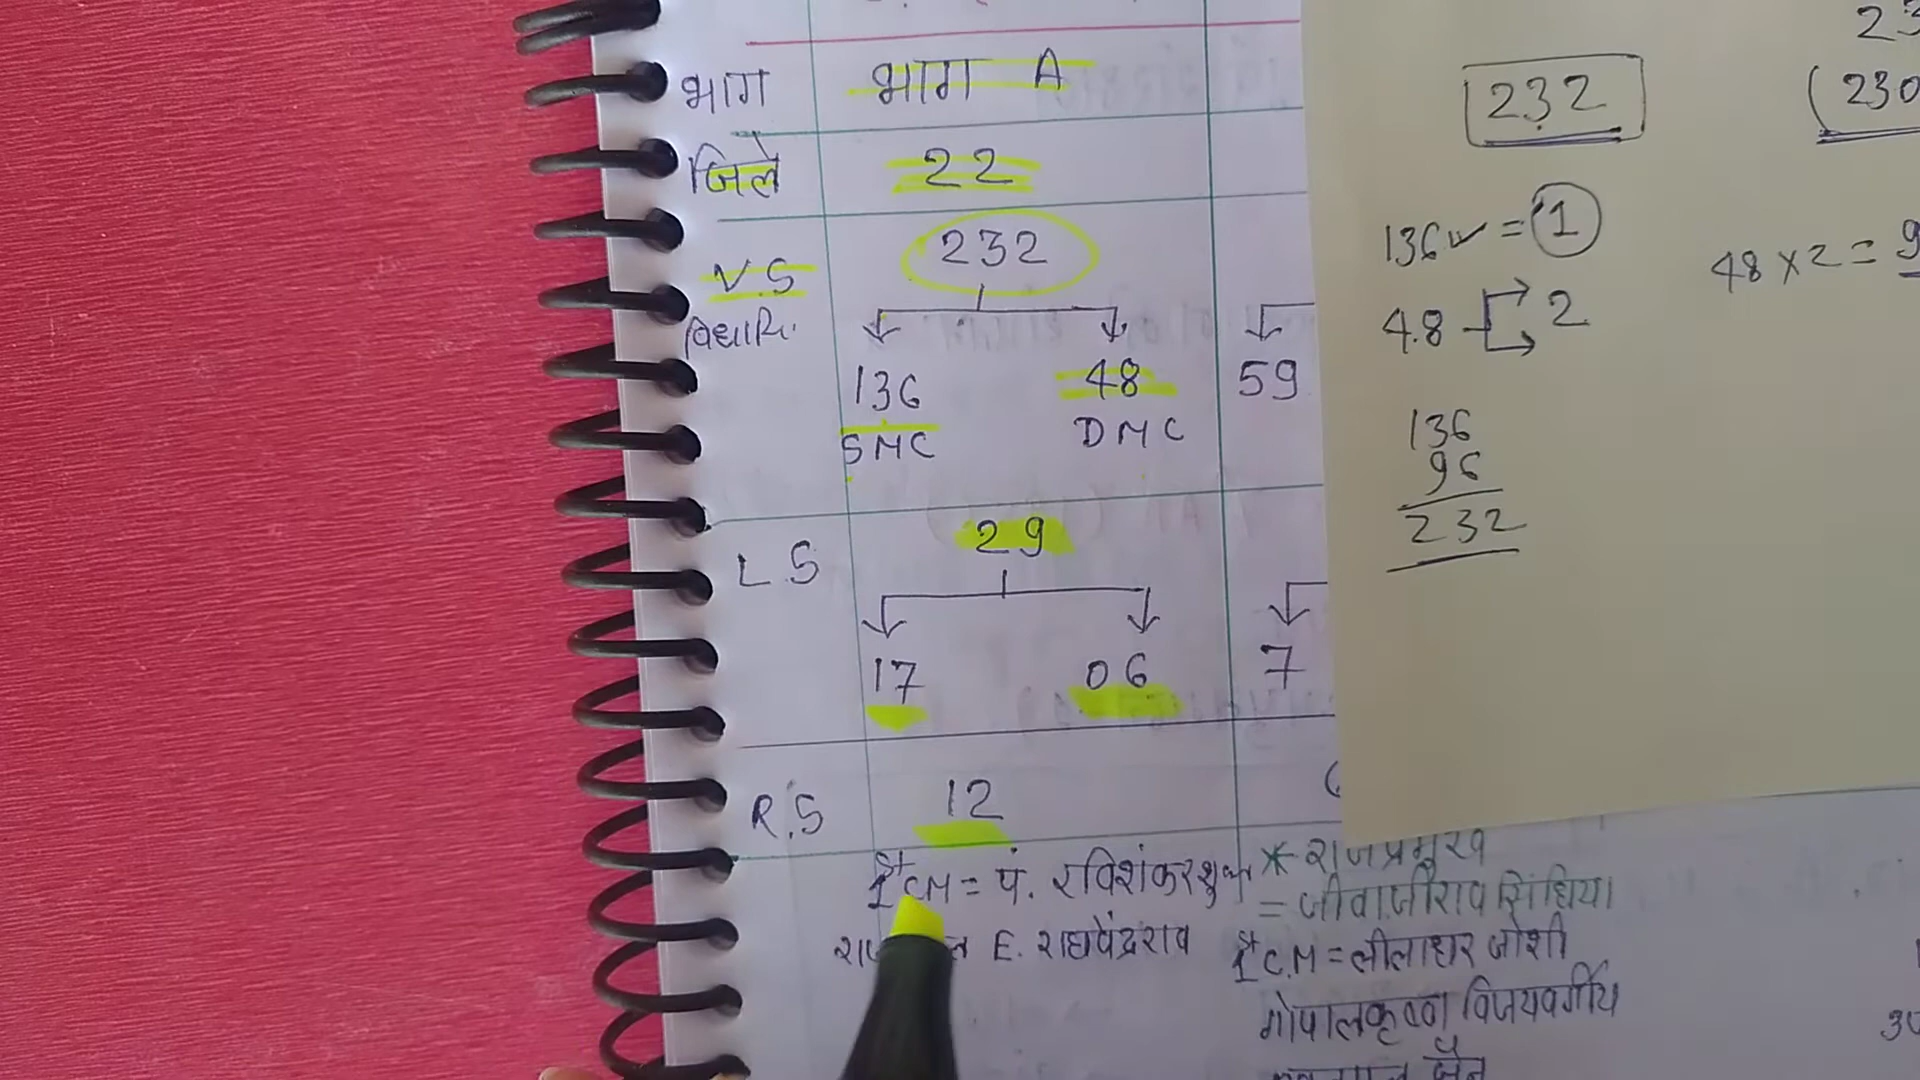 भाग भाग A
जिले 22
V.S 232
136 48 59
SMC DMC
L.S 29
17 06 7
R.S 12
1st CM = पं. रविशंकर शुक्ल
E. राघवेंद्रराव
* राजप्रमुख
= जीवाजीराव सिंधिया
1st C.M = लीलाधर जोशी
गोपालकृष्ण विजयवर्गीय
जैन
232
(230
136 ✓ = 1
48 → 2
48 × 2 =
136
96
232